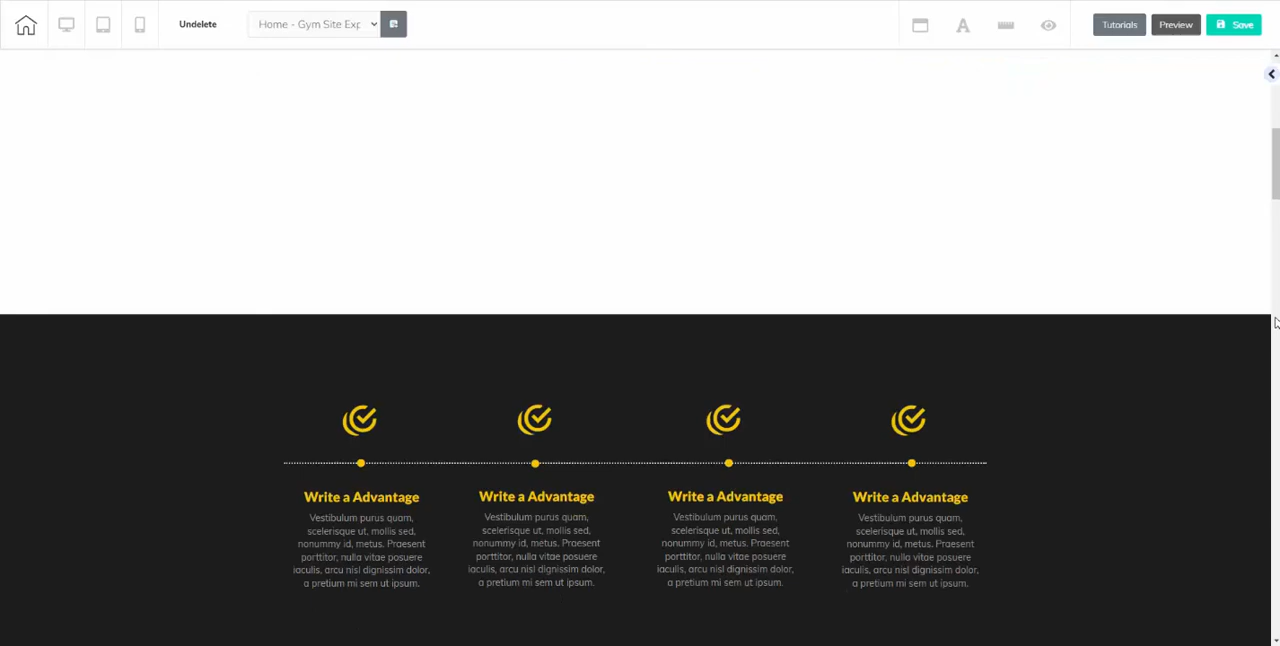 Undelete
Home - Gym Site Exp
Tutorials
Preview
Save
Write a Advantage
Vestibulum purus quam,
scelerisque ut, mollis sed,
nonummy id, metus. Praesent
porttitor, nulla vitae posuere
iaculis, arcu nisl dignissim dolor,
a pretium mi sem ut ipsum.
Write a Advantage
Vestibulum purus quam,
scelerisque ut, mollis sed,
nonummy id, metus. Praesent
porttitor, nulla vitae posuere
iaculis, arcu nisl dignissim dolor,
a pretium mi sem ut ipsum.
Write a Advantage
Vestibulum purus quam,
scelerisque ut, mollis sed,
nonummy id, metus. Praesent
porttitor, nulla vitae posuere
iaculis, arcu nisl dignissim dolor,
a pretium mi sem ut ipsum.
Write a Advantage
Vestibulum purus quam,
scelerisque ut, mollis sed,
nonummy id, metus. Praesent
porttitor, nulla vitae posuere
iaculis, arcu nisl dignissim dolor,
a pretium mi sem ut ipsum.